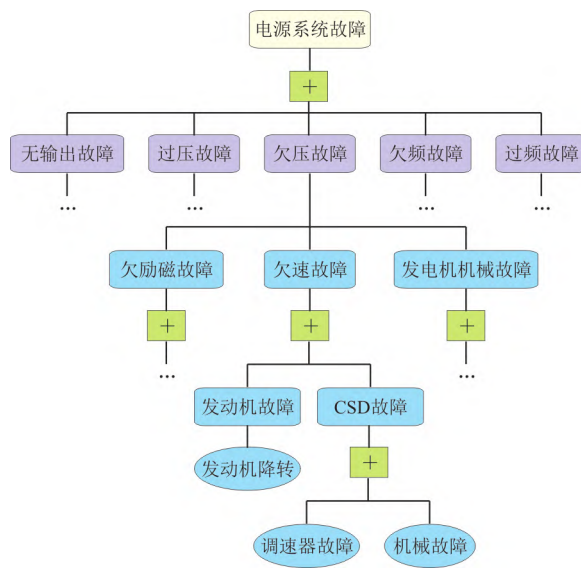 电源系统故障
+
无输出故障 过压故障 欠压故障 欠频故障 过频故障
... ... ... ...
欠励磁故障 欠速故障 发电机机械故障
+ + +
... ...
发动机故障 CSD故障
发动机降转 +
调速器故障 机械故障